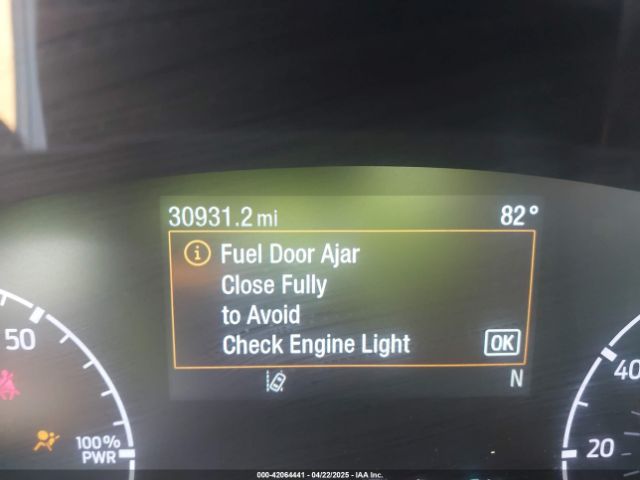 30931.2 mi 82°
Fuel Door Ajar
Close Fully
to Avoid
Check Engine Light OK
N
50
100%
PWR
40
20
000-42064441 - 04/22/2025 - IAA Inc.